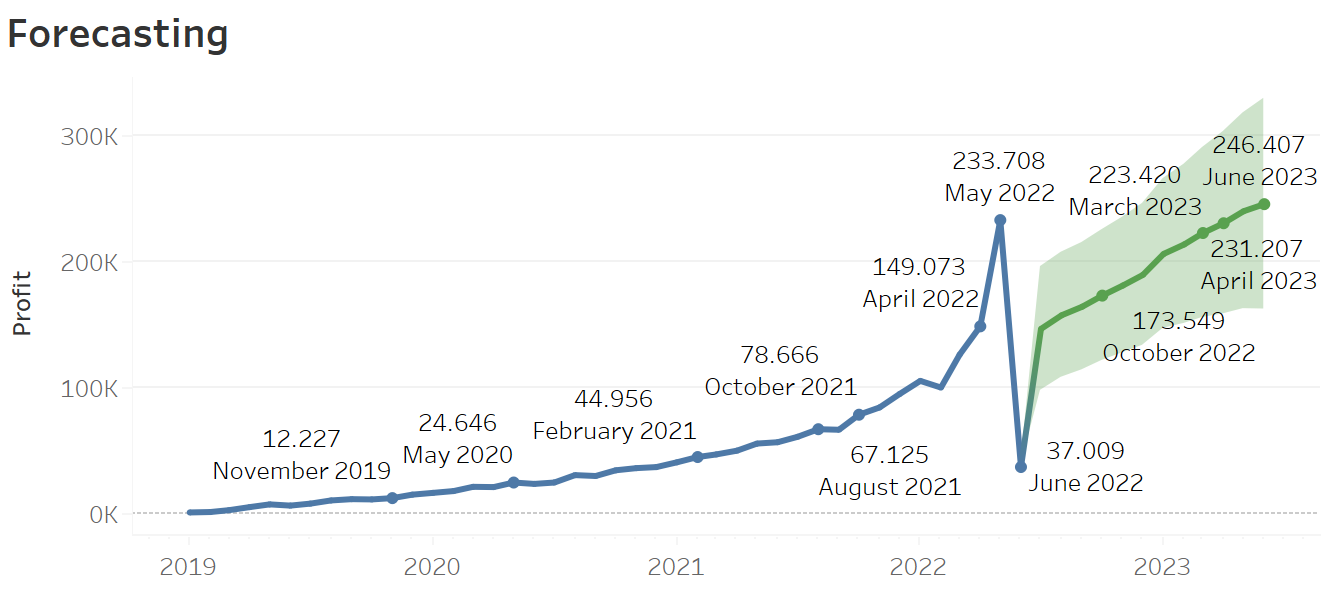 Forecasting
Profit
300K
200K
100K
0K
12.227
November 2019
24.646
May 2020
44.956
February 2021
78.666
October 2021
67.125
August 2021
149.073
April 2022
233.708
May 2022
37.009
June 2022
223.420
March 2023
246.407
June 2023
231.207
April 2023
173.549
October 2022
2019
2020
2021
2022
2023